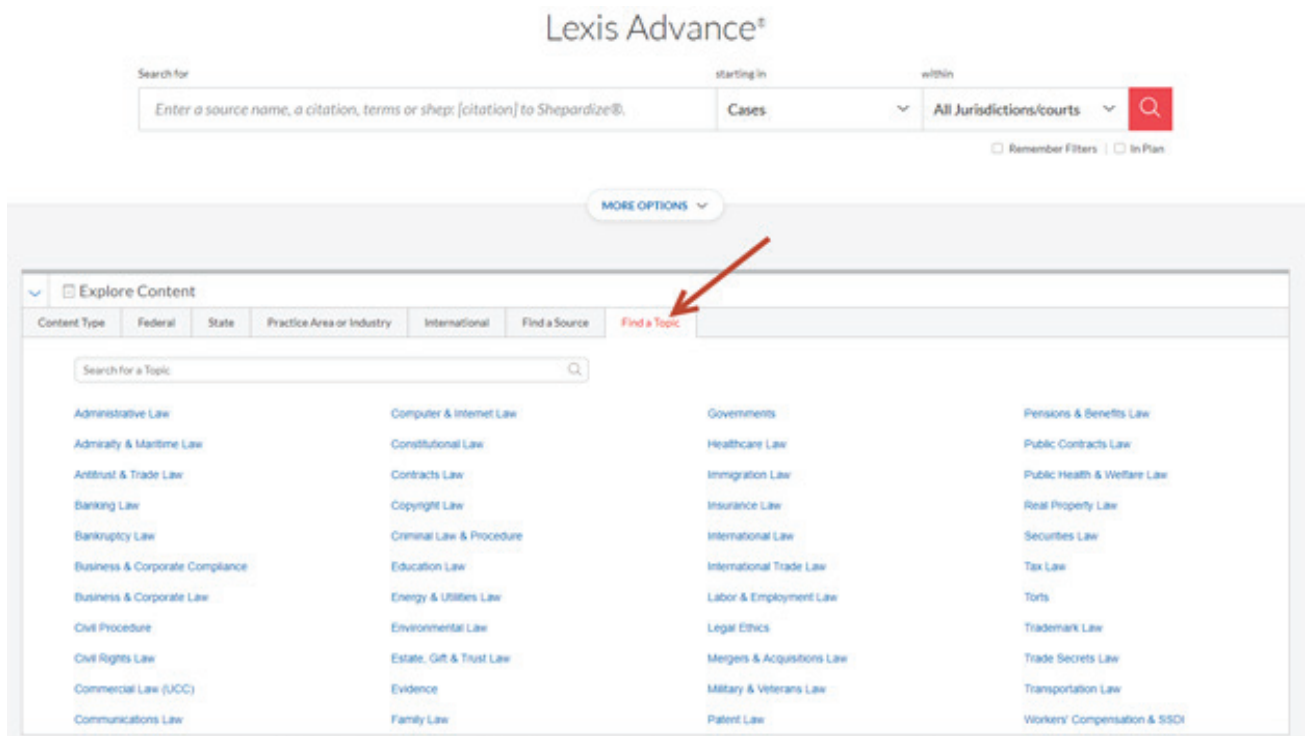 Lexis Advance®
Search for starting in within
Enter a source name, a citation, terms or shep: [citation] to Shepardize®. Cases All Jurisdictions/courts
Remember Filters | In Plan
MORE OPTIONS
Explore Content
Content Type Federal State Practice Area or Industry International Find a Source Find a Topic
Search for a Topic
Administrative Law Computer & Internet Law Governments Pensions & Benefits Law
Admiralty & Maritime Law Constitutional Law Healthcare Law Public Contracts Law
Antitrust & Trade Law Contracts Law Immigration Law Public Health & Welfare Law
Banking Law Copyright Law Insurance Law Real Property Law
Bankruptcy Law Criminal Law & Procedure International Law Securities Law
Business & Corporate Compliance Education Law International Trade Law Tax Law
Business & Corporate Law Energy & Utilities Law Labor & Employment Law Torts
Civil Procedure Environmental Law Legal Ethics Trademark Law
Civil Rights Law Estate, Gift & Trust Law Mergers & Acquisitions Law Trade Secrets Law
Commercial Law (UCC) Evidence Military & Veterans Law Transportation Law
Communications Law Family Law Patent Law Workers' Compensation & SSDI